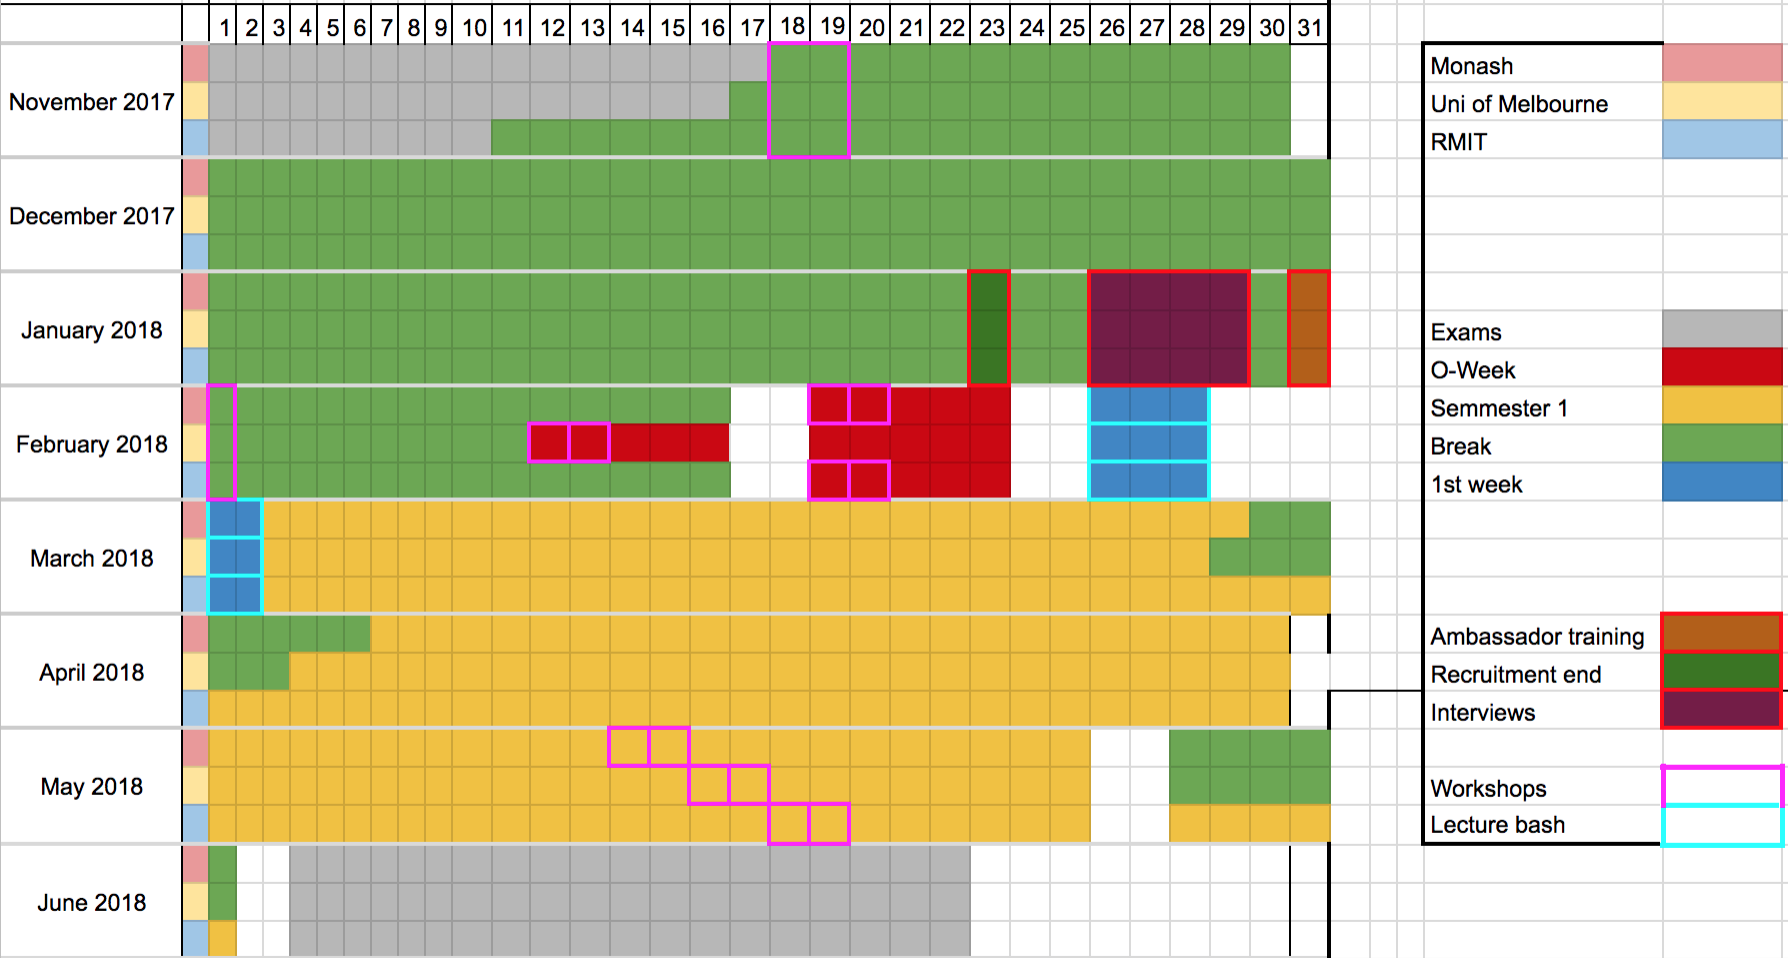 1 2 3 4 5 6 7 8 9 10 11 12 13 14 15 16 17 18 19 20 21 22 23 24 25 26 27 28 29 30 31
November 2017
December 2017
January 2018
February 2018
March 2018
April 2018
May 2018
June 2018
Monash
Uni of Melbourne
RMIT
Exams
O-Week
Semmester 1
Break
1st week
Ambassador training
Recruitment end
Interviews
Workshops
Lecture bash